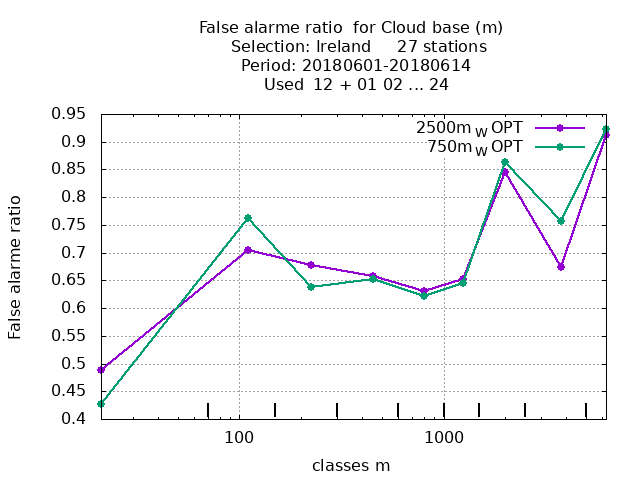 False alarme ratio  for Cloud base (m)
Selection: Ireland     27 stations
Period: 20180601-20180614
Used  12 + 01 02 ... 24
2500m W OPT
750m W OPT
0.95
0.9
0.85
0.8
0.75
0.7
0.65
0.6
0.55
0.5
0.45
0.4
False alarme ratio
100 1000
classes m